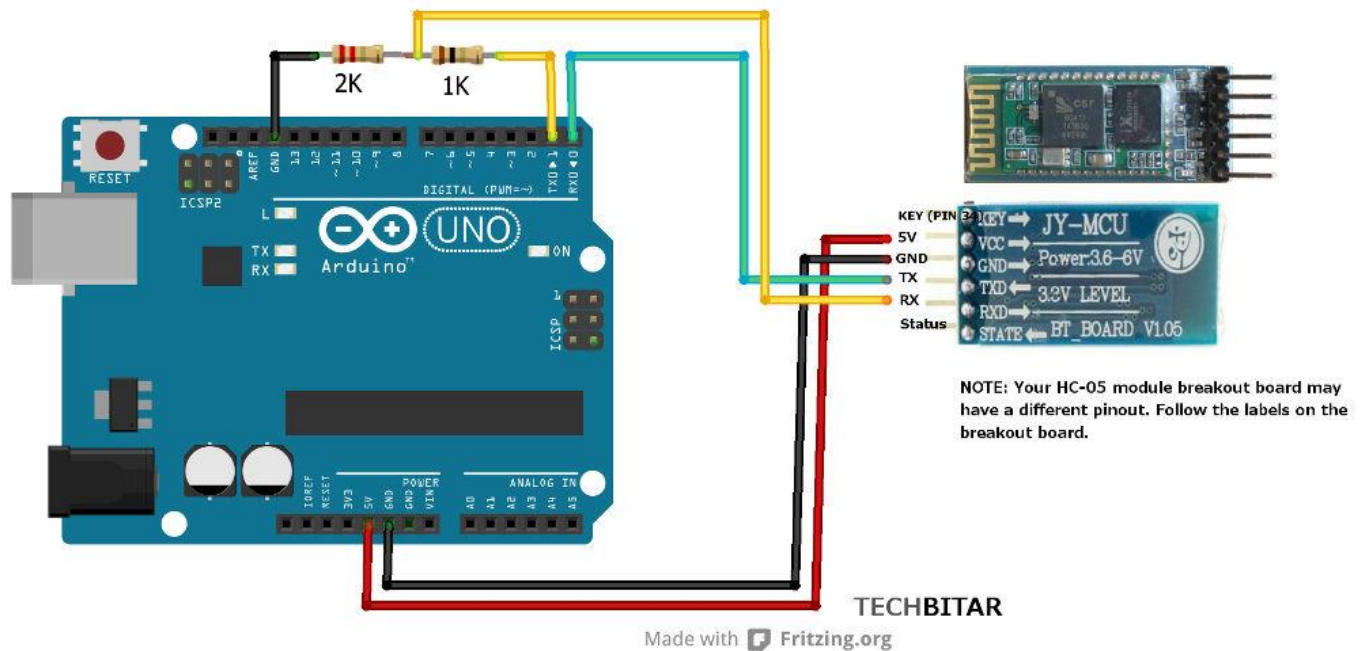 2K
1K
RESET
ICSP2
AREF
GND
13
12
~11
~10
~9
8
7
~6
~5
4
~3
2
TX0▶1
RX0◀0
DIGITAL (PWM=~)
L
TX
RX
Arduino™
UNO
ON
1
ICSP
IOREF
RESET
3V3
5V
GND
GND
VIN
POWER
ANALOG IN
A0
A1
A2
A3
A4
A5
KEY (PIN 34)
5V
GND
TX
RX
Status
KEY
VCC
GND
TXD
RXD
STATE
JY-MCU
Power:3.6-6V
3.3V LEVEL
BT_BOARD V1.05
NOTE: Your HC-05 module breakout board may
have a different pinout. Follow the labels on the
breakout board.
TECHBITAR
Made with Fritzing.org